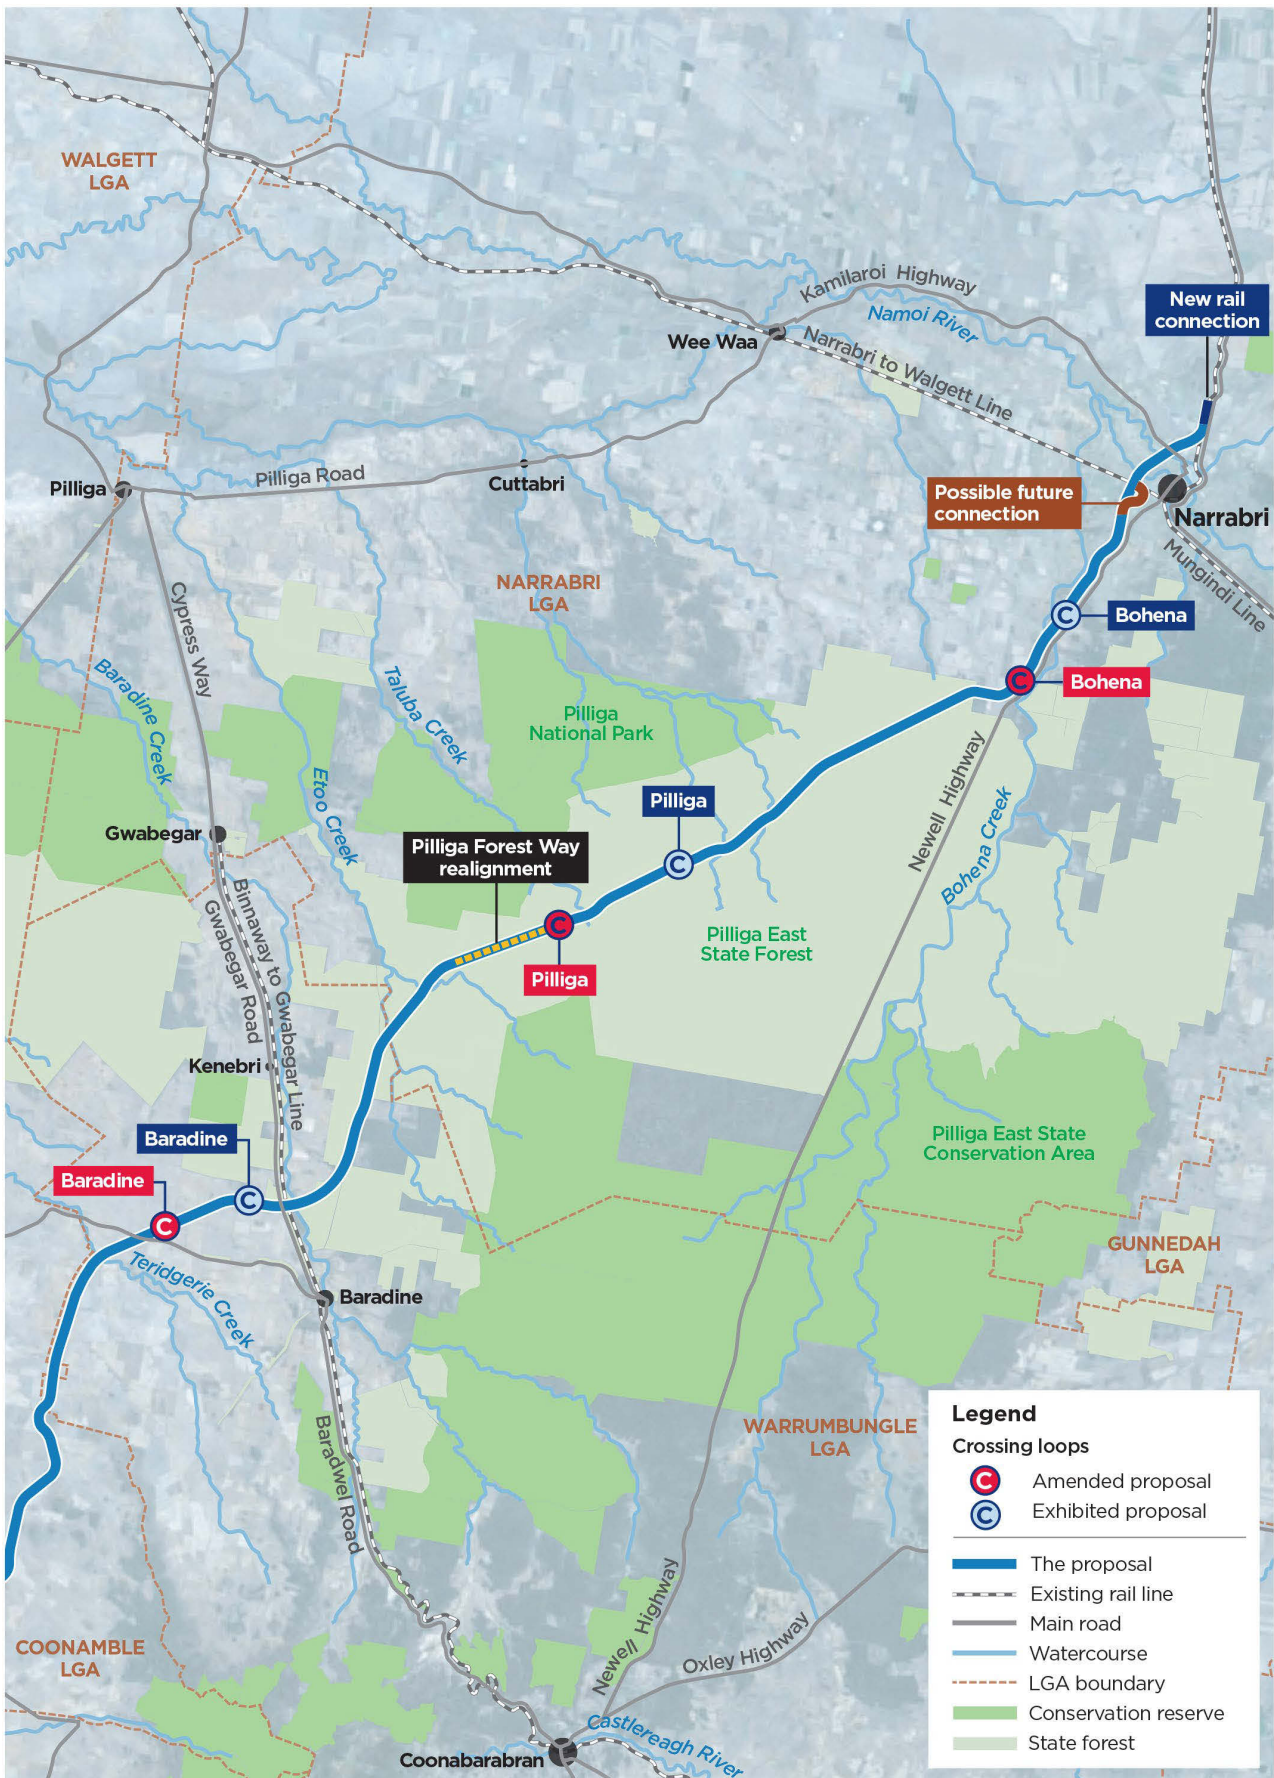 WALGETT
LGA
Kamilaroi Highway
Namoi River
New rail
connection
Wee Waa
Narrabri to Walgett Line
Pilliga
Pilliga Road
Cuttabri
Possible future
connection
Narrabri
Mungindi Line
NARRABRI
LGA
Cypress Way
C
Bohena
Baradine Creek
Taluba Creek
C
Bohena
Pilliga
National Park
Etoo Creek
Newell Highway
Bohena Creek
Pilliga
C
Gwabegar
Pilliga Forest Way
realignment
Binnaway to Gwabegar Line
Gwabegar Road
C
Pilliga
Pilliga East
State Forest
Kenebri
Baradine
C
Baradine
C
Pilliga East State
Conservation Area
GUNNEDAH
LGA
Teridgerie Creek
Baradine
Baradwel Road
WARRUMBUNGLE
LGA
COONAMBLE
LGA
Newell Highway
Oxley Highway
Castlereagh River
Coonabarabran
Legend
Crossing loops
C Amended proposal
C Exhibited proposal
The proposal
Existing rail line
Main road
Watercourse
LGA boundary
Conservation reserve
State forest